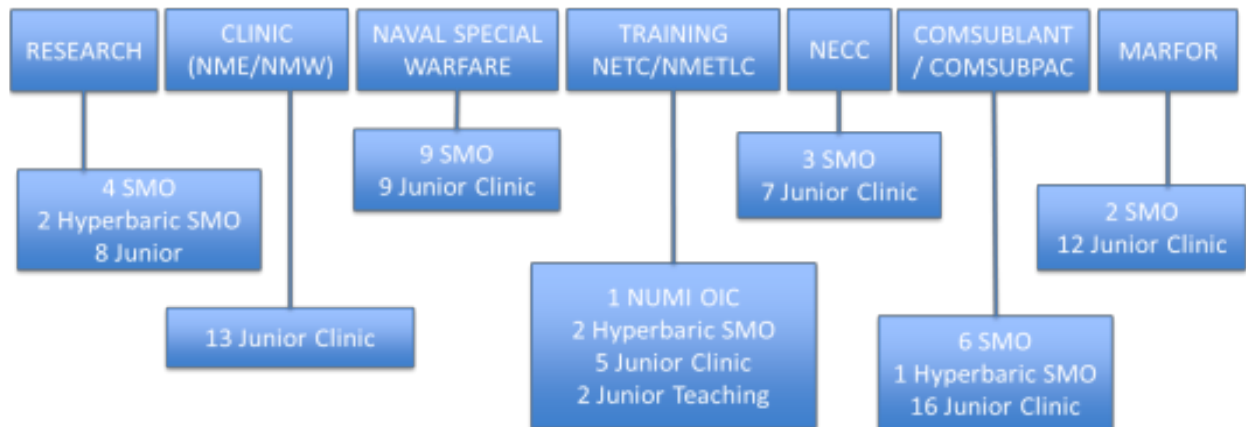 RESEARCH
CLINIC
(NME/NMW)
NAVAL SPECIAL
WARFARE
TRAINING
NETC/NMETLC
NECC
COMSUBLANT
/ COMSUBPAC
MARFOR
4 SMO
2 Hyperbaric SMO
8 Junior
13 Junior Clinic
9 SMO
9 Junior Clinic
1 NUMI OIC
2 Hyperbaric SMO
5 Junior Clinic
2 Junior Teaching
3 SMO
7 Junior Clinic
6 SMO
1 Hyperbaric SMO
16 Junior Clinic
2 SMO
12 Junior Clinic